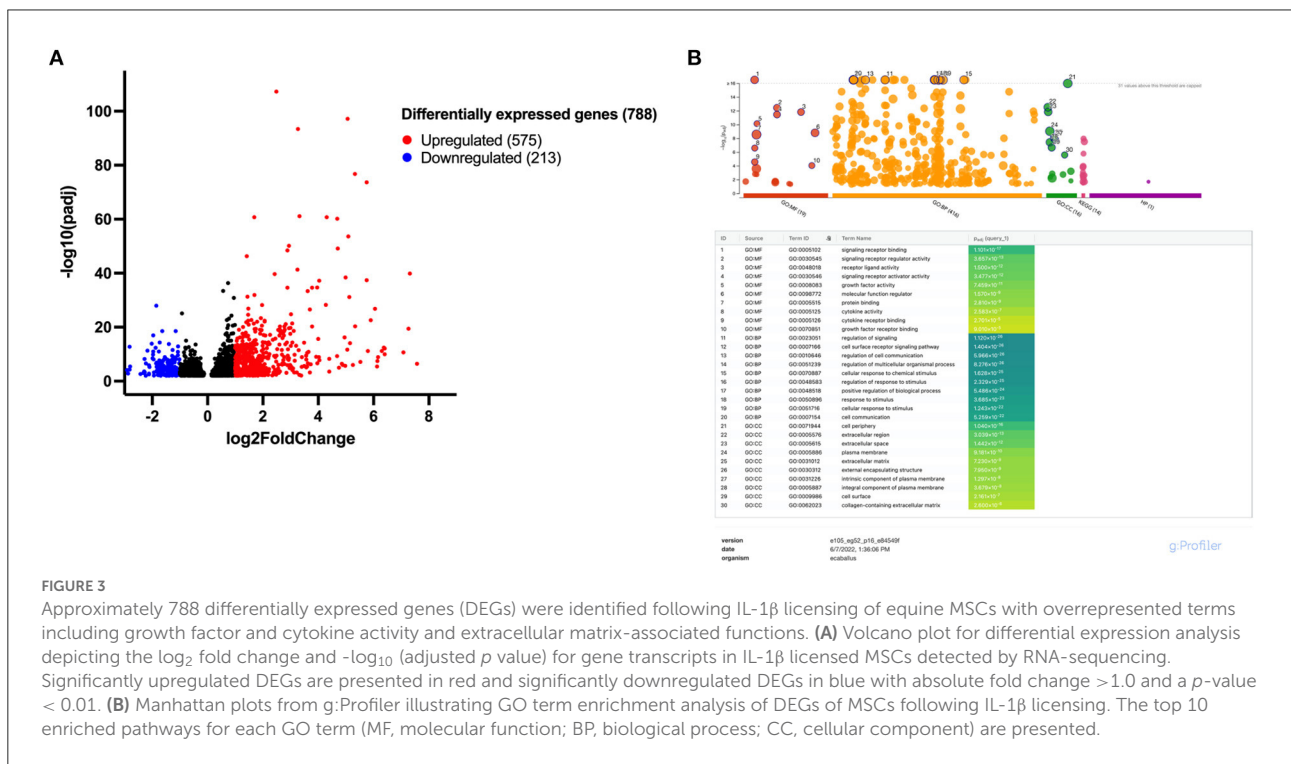 A
Differentially expressed genes (788)
Upregulated (575)
Downregulated (213)
-log10(padj)
100
80
60
40
20
0
-2 0 2 4 6 8
log2FoldChange
B
ID Source Term ID Term Name p_adj (query_1)
1 GO:MF GO:0005102 signaling receptor binding
2 GO:MF GO:0030545 signaling receptor regulator activity
3 GO:MF GO:0048018 receptor ligand activity
4 GO:MF GO:0030546 signaling receptor activator activity
5 GO:MF GO:0008083 growth factor activity
6 GO:MF GO:0098772 molecular function regulator
7 GO:MF GO:0005515 protein binding
8 GO:MF GO:0005125 cytokine activity
9 GO:MF GO:0005126 cytokine receptor binding
10 GO:MF GO:0070851 growth factor receptor binding
11 GO:BP GO:0023051 regulation of signaling
12 GO:BP GO:0007166 cell surface receptor signaling pathway
13 GO:BP GO:0010646 regulation of cell communication
14 GO:BP GO:0051239 regulation of multicellular organismal process
15 GO:BP GO:0070887 cellular response to chemical stimulus
16 GO:BP GO:0048583 regulation of response to stimulus
17 GO:BP GO:0048518 positive regulation of biological process
18 GO:BP GO:0050896 response to stimulus
19 GO:BP GO:0051716 cellular response to stimulus
20 GO:BP GO:0007154 cell communication
21 GO:CC GO:0071944 cell periphery
22 GO:CC GO:0005576 extracellular region
23 GO:CC GO:0005615 extracellular space
24 GO:CC GO:0005886 plasma membrane
25 GO:CC GO:0031012 extracellular matrix
26 GO:CC GO:0030312 external encapsulating structure
27 GO:CC GO:0031226 intrinsic component of plasma membrane
28 GO:CC GO:0005887 integral component of plasma membrane
29 GO:CC GO:0009986 cell surface
30 GO:CC GO:0062023 collagen-containing extracellular matrix
version e105_eg52_p16_e84549f
date 6/7/2022, 1:36:06 PM
organism ecaballus
g:Profiler
FIGURE 3
Approximately 788 differentially expressed genes (DEGs) were identified following IL-1β licensing of equine MSCs with overrepresented terms
including growth factor and cytokine activity and extracellular matrix-associated functions. (A) Volcano plot for differential expression analysis
depicting the log₂ fold change and -log₁₀ (adjusted p value) for gene transcripts in IL-1β licensed MSCs detected by RNA-sequencing.
Significantly upregulated DEGs are presented in red and significantly downregulated DEGs in blue with absolute fold change >1.0 and a p-value
< 0.01. (B) Manhattan plots from g:Profiler illustrating GO term enrichment analysis of DEGs of MSCs following IL-1β licensing. The top 10
enriched pathways for each GO term (MF, molecular function; BP, biological process; CC, cellular component) are presented.